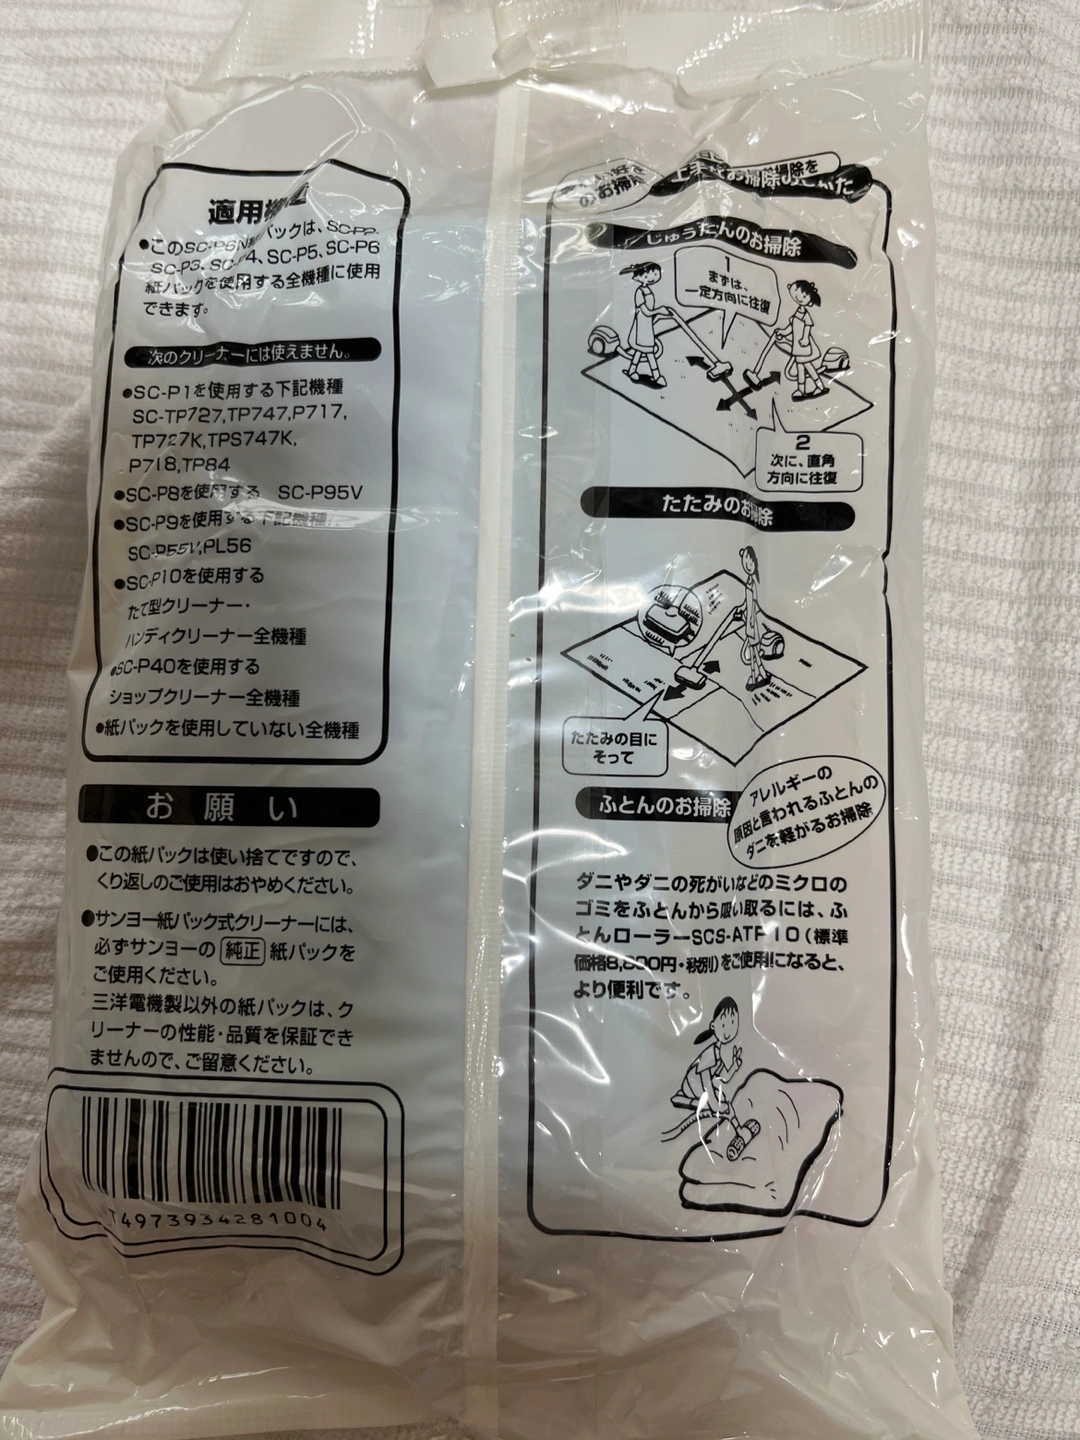 適用機種
●このSC-P6N紙パックは、SC-P2、
SC-P3、SC-P4、SC-P5、SC-P6
紙パックを使用する全機種に使用
できます。
次のクリーナーには使えません。
●SC-P1を使用する下記機種
SC-TP727,TP747,P717,
TP727K,TPS747K,
P718,TP84
●SC-P8を使用する SC-P95V
●SC-P9を使用する下記機種
SC-P55V,PL56
●SC-P10を使用する
たて型クリーナー・
ハンディクリーナー全機種
●SC-P40を使用する
ショップクリーナー全機種
●紙パックを使用していない全機種
お願い
●この紙パックは使い捨てですので、
くり返しのご使用はおやめください。
●サンヨー紙パック式クリーナーには、
必ずサンヨーの 純正 紙パックを
ご使用ください。
三洋電機製以外の紙パックは、ク
リーナーの性能・品質を保証でき
ませんので、ご留意ください。
T4973934281004
のお掃除
お掃除を
上手なお掃除のしかた
じゅうたんのお掃除
1
まずは、
一定方向に往復
2
次に、直角
方向に往復
たたみのお掃除
たたみの目に
そって
ふとんのお掃除
アレルギーの
原因と言われるふとんの
ダニを軽がるお掃除
ダニやダニの死がいなどのミクロの
ゴミをふとんから吸い取るには、ふ
とんローラーSCS-ATF10(標準
価格8,800円・税別)をご使用になると、
より便利です。